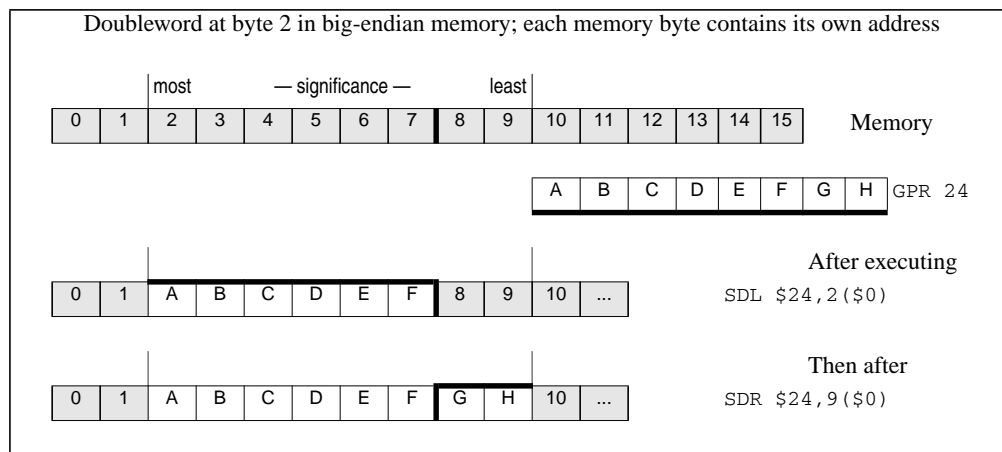 Doubleword at byte 2 in big-endian memory; each memory byte contains its own address
most — significance — least
0 1 2 3 4 5 6 7 8 9 10 11 12 13 14 15 Memory
A B C D E F G H GPR 24
After executing
0 1 A B C D E F 8 9 10 ... SDL $24,2($0)
Then after
0 1 A B C D E F G H 10 ... SDR $24,9($0)